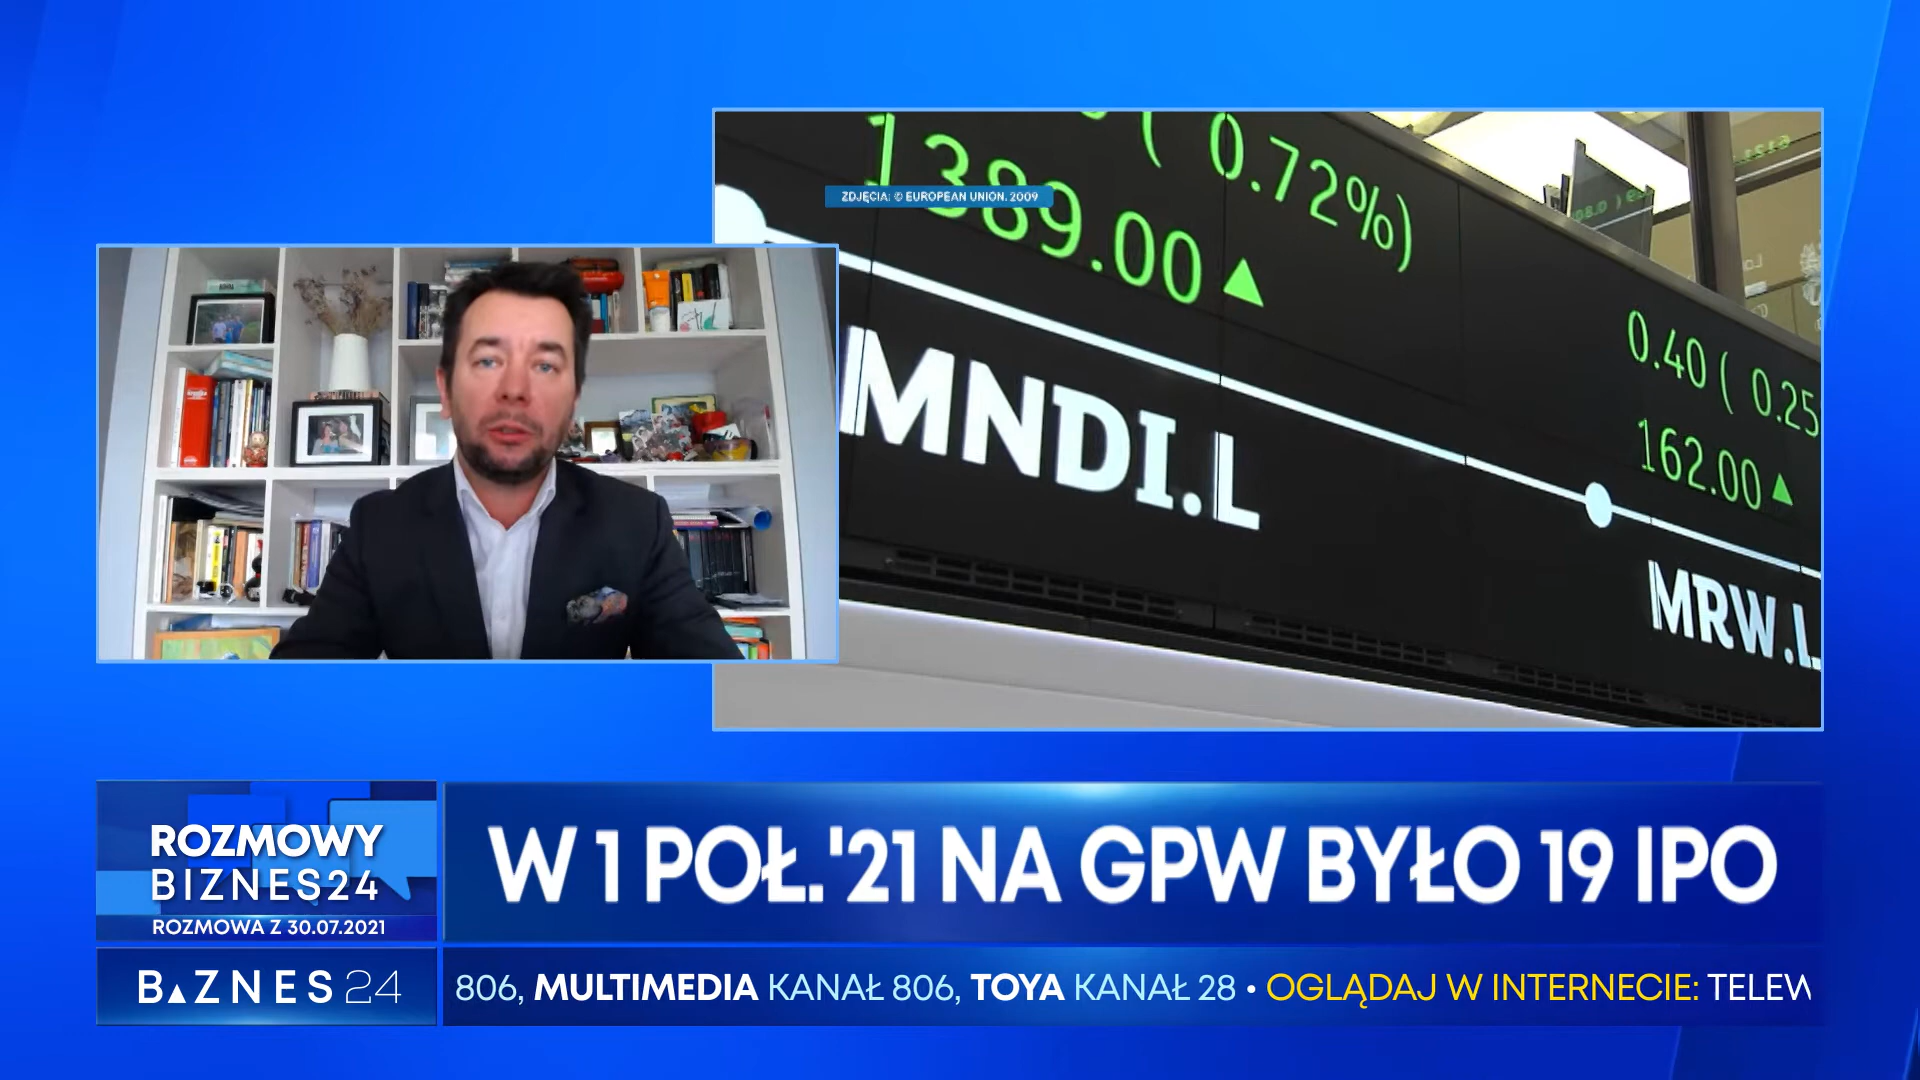 ( 0.72%)
1389.00▲
ZDJĘCIA: © EUROPEAN UNION, 2009
MNDI.L
0.40 ( 0.25
162.00▲
MRW.L
ROZMOWY
BIZNES24
ROZMOWA Z 30.07.2021
W 1 POŁ. '21 NA GPW BYŁO 19 IPO
BIZNES24
806, MULTIMEDIA KANAŁ 806, TOYA KANAŁ 28 • OGLĄDAJ W INTERNECIE: TELEW